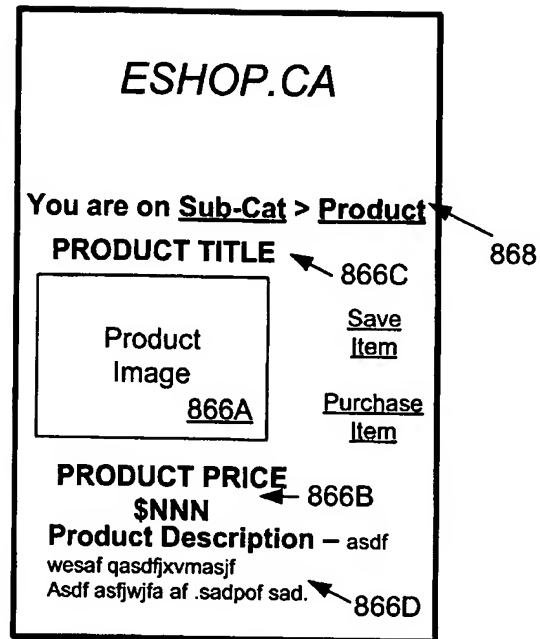 ESHOP.CA
You are on Sub-Cat > Product
868
PRODUCT TITLE
866C
Product
Image
866A
Save
Item
Purchase
Item
PRODUCT PRICE
$NNN
866B
Product Description – asdf
wesaf qasdfjxvmasjf
Asdf asfjwjfa af .sadpof sad.
866D